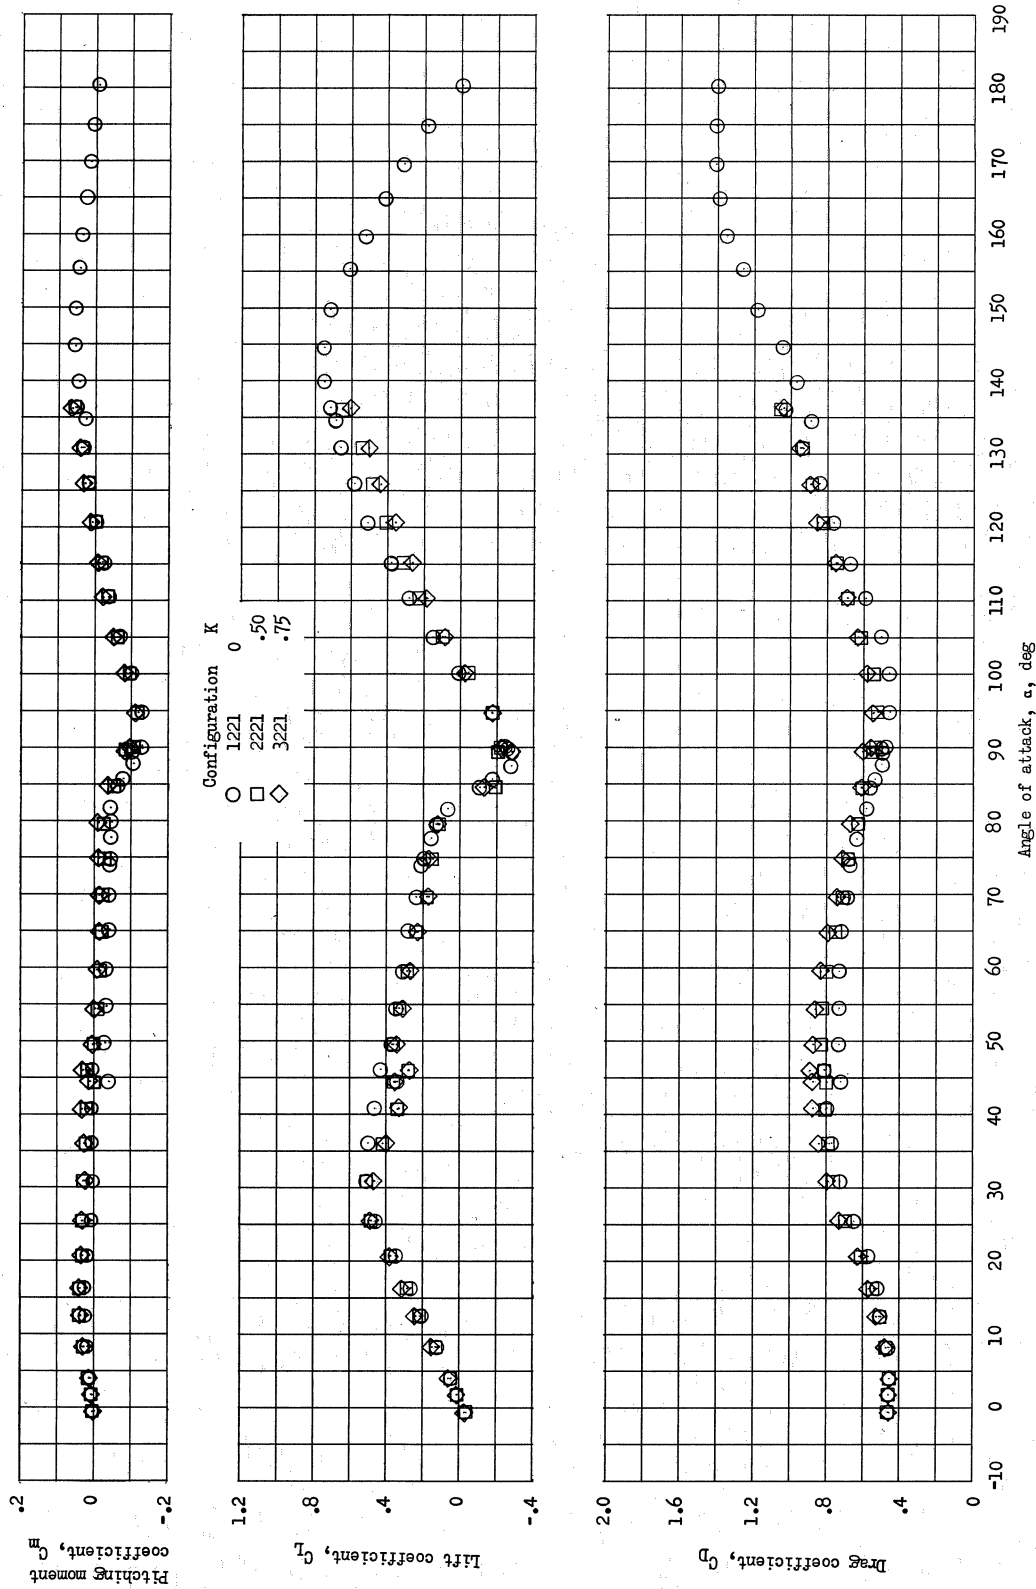 Pitching moment
coefficient, Cm
.2
0
-.2
Configuration K
1221 0
2221 .50
3221 .75
Lift coefficient, CL
1.2
.8
.4
0
-.4
Drag coefficient, CD
2.0
1.6
1.2
.8
.4
0
-10 0 10 20 30 40 50 60 70 80 90 100 110 120 130 140 150 160 170 180 190
Angle of attack, α, deg